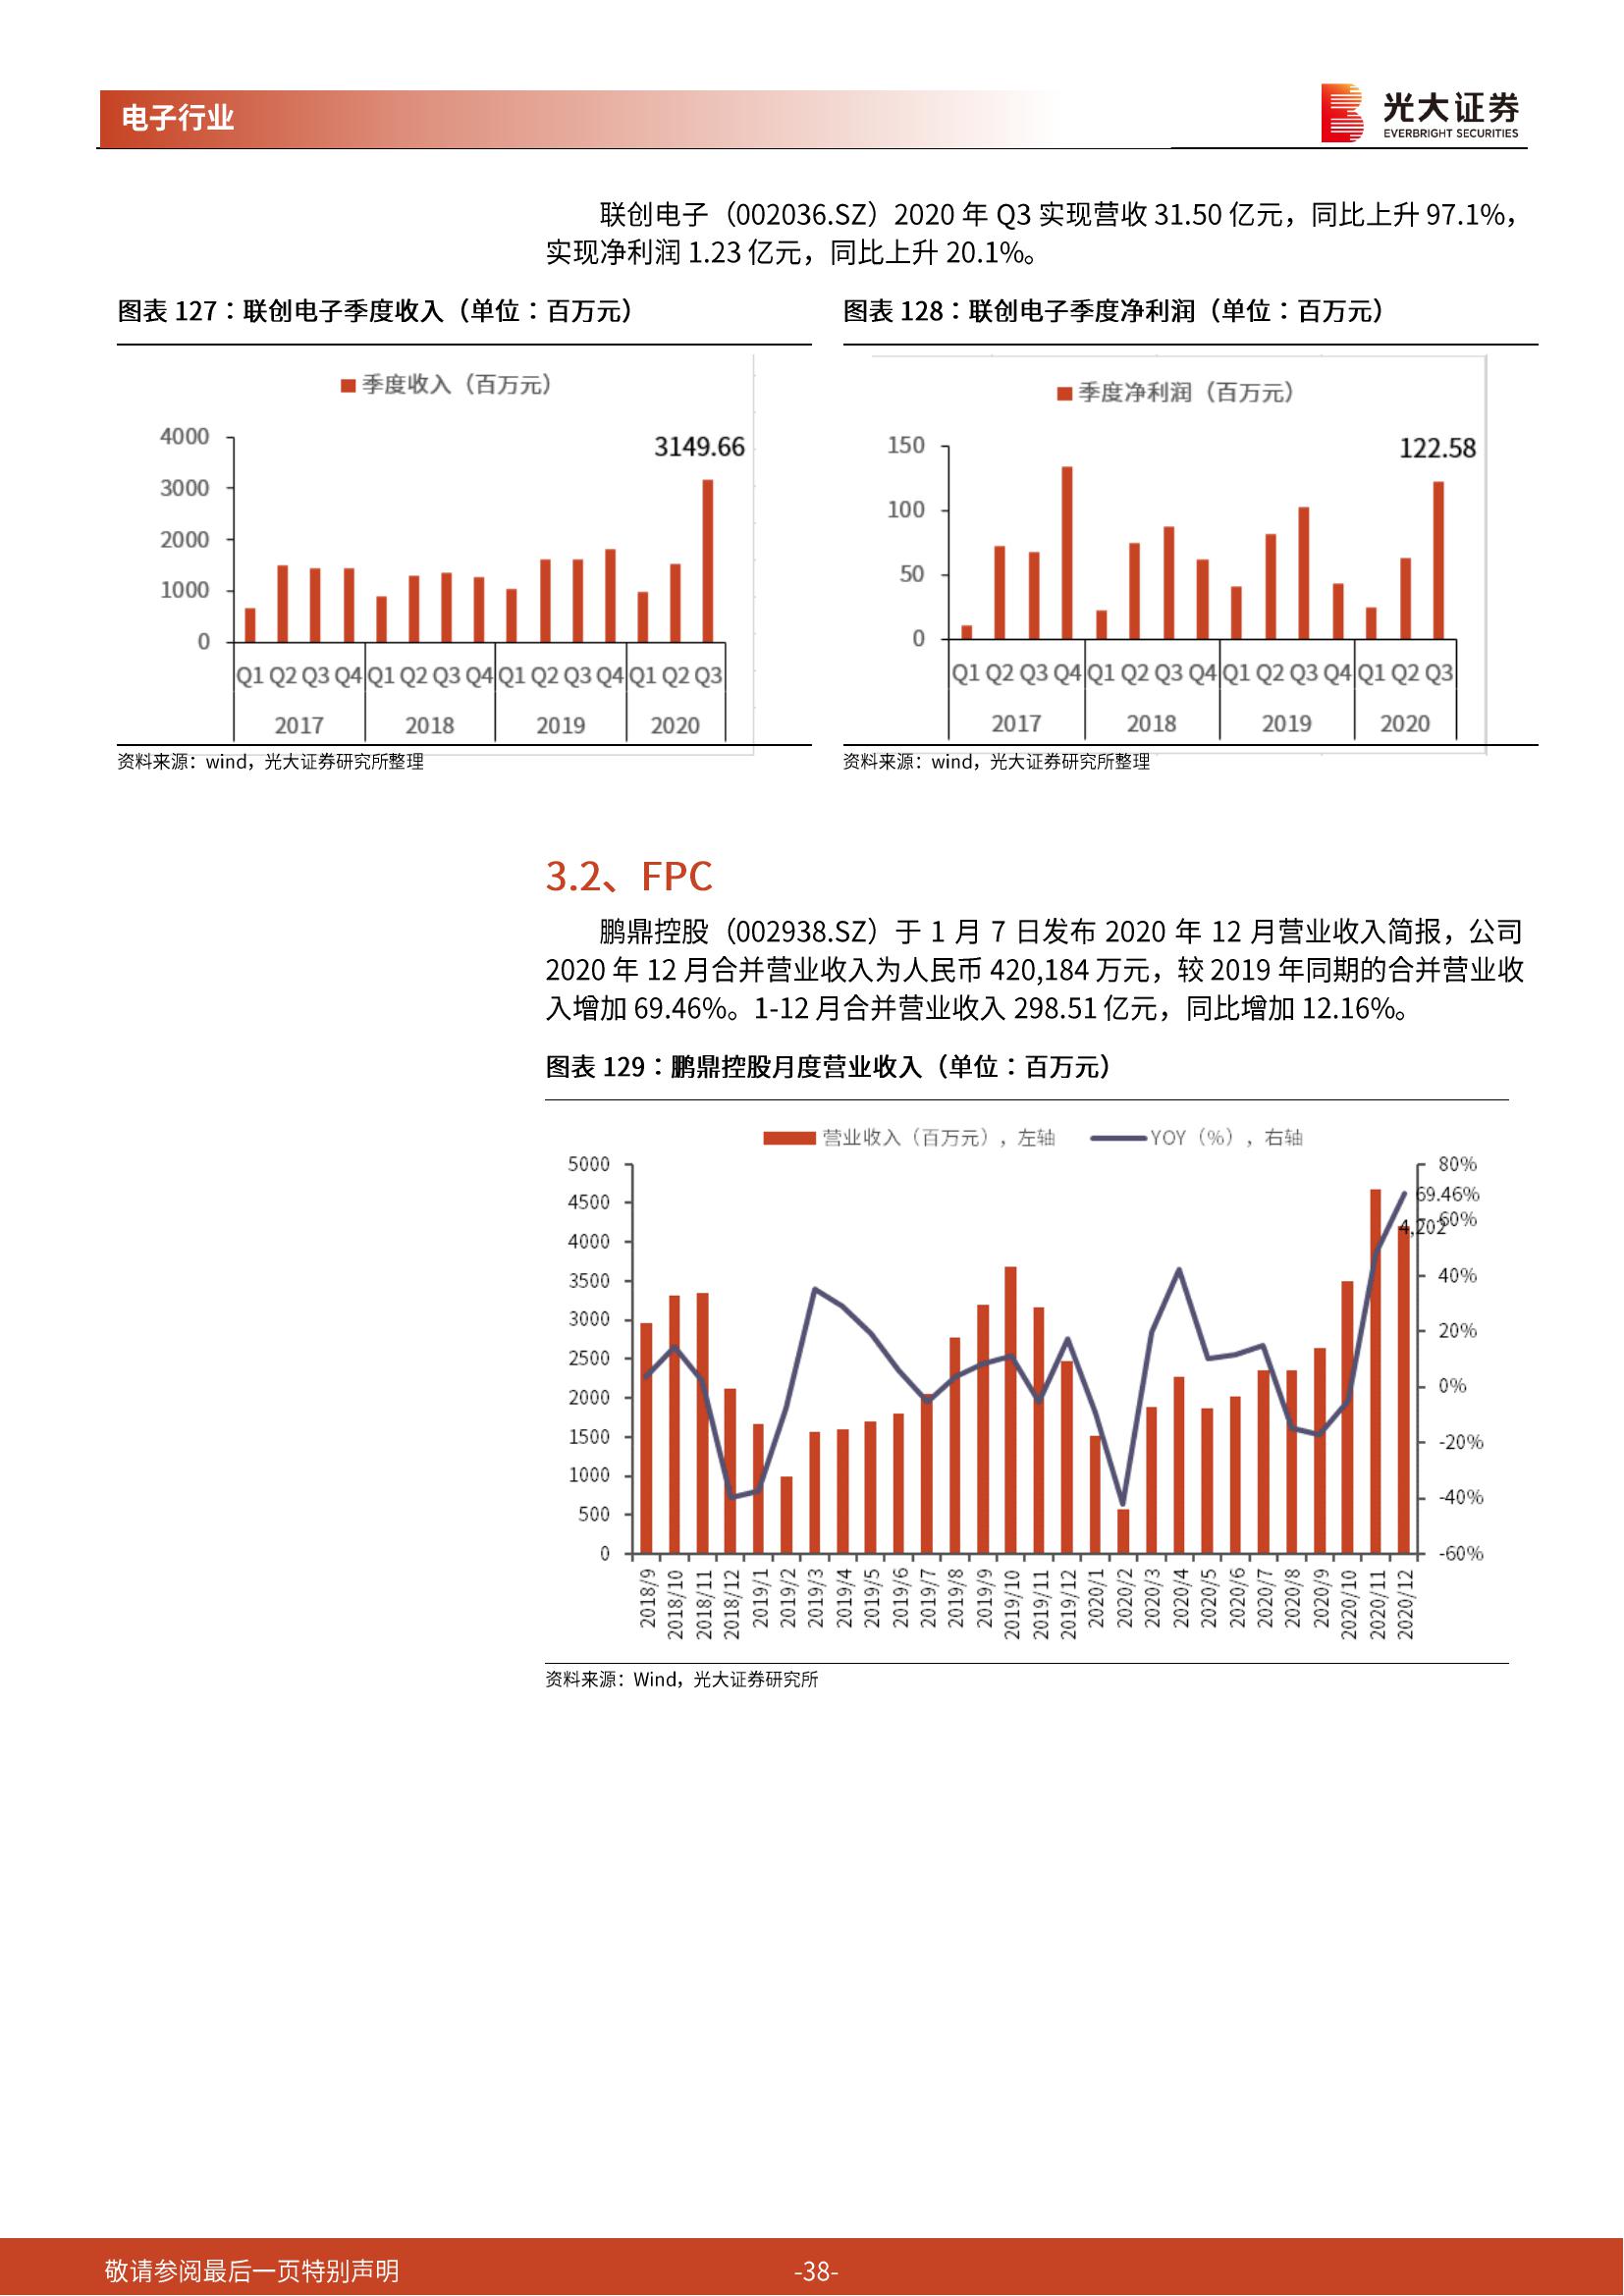 电子行业
光大证券
EVERBRIGHT SECURITIES
联创电子（002036.SZ）2020 年 Q3 实现营收 31.50 亿元，同比上升 97.1%，
实现净利润 1.23 亿元，同比上升 20.1%。
图表 127：联创电子季度收入（单位：百万元）
季度收入（百万元）
4000
3000
2000
1000
0
3149.66
Q1 Q2 Q3 Q4 Q1 Q2 Q3 Q4 Q1 Q2 Q3 Q4 Q1 Q2 Q3
2017 2018 2019 2020
资料来源：wind，光大证券研究所整理
图表 128：联创电子季度净利润（单位：百万元）
季度净利润（百万元）
150
100
50
0
122.58
Q1 Q2 Q3 Q4 Q1 Q2 Q3 Q4 Q1 Q2 Q3 Q4 Q1 Q2 Q3
2017 2018 2019 2020
资料来源：wind，光大证券研究所整理
3.2、FPC
鹏鼎控股（002938.SZ）于 1 月 7 日发布 2020 年 12 月营业收入简报，公司
2020 年 12 月合并营业收入为人民币 420,184 万元，较 2019 年同期的合并营业收
入增加 69.46%。1-12 月合并营业收入 298.51 亿元，同比增加 12.16%。
图表 129：鹏鼎控股月度营业收入（单位：百万元）
营业收入（百万元），左轴 YOY（%），右轴
5000
4500
4000
3500
3000
2500
2000
1500
1000
500
0
80%
69.46%
60%
4,202
40%
20%
0%
-20%
-40%
-60%
2018/9
2018/10
2018/11
2018/12
2019/1
2019/2
2019/3
2019/4
2019/5
2019/6
2019/7
2019/8
2019/9
2019/10
2019/11
2019/12
2020/1
2020/2
2020/3
2020/4
2020/5
2020/6
2020/7
2020/8
2020/9
2020/10
2020/11
2020/12
资料来源：Wind，光大证券研究所
敬请参阅最后一页特别声明
-38-